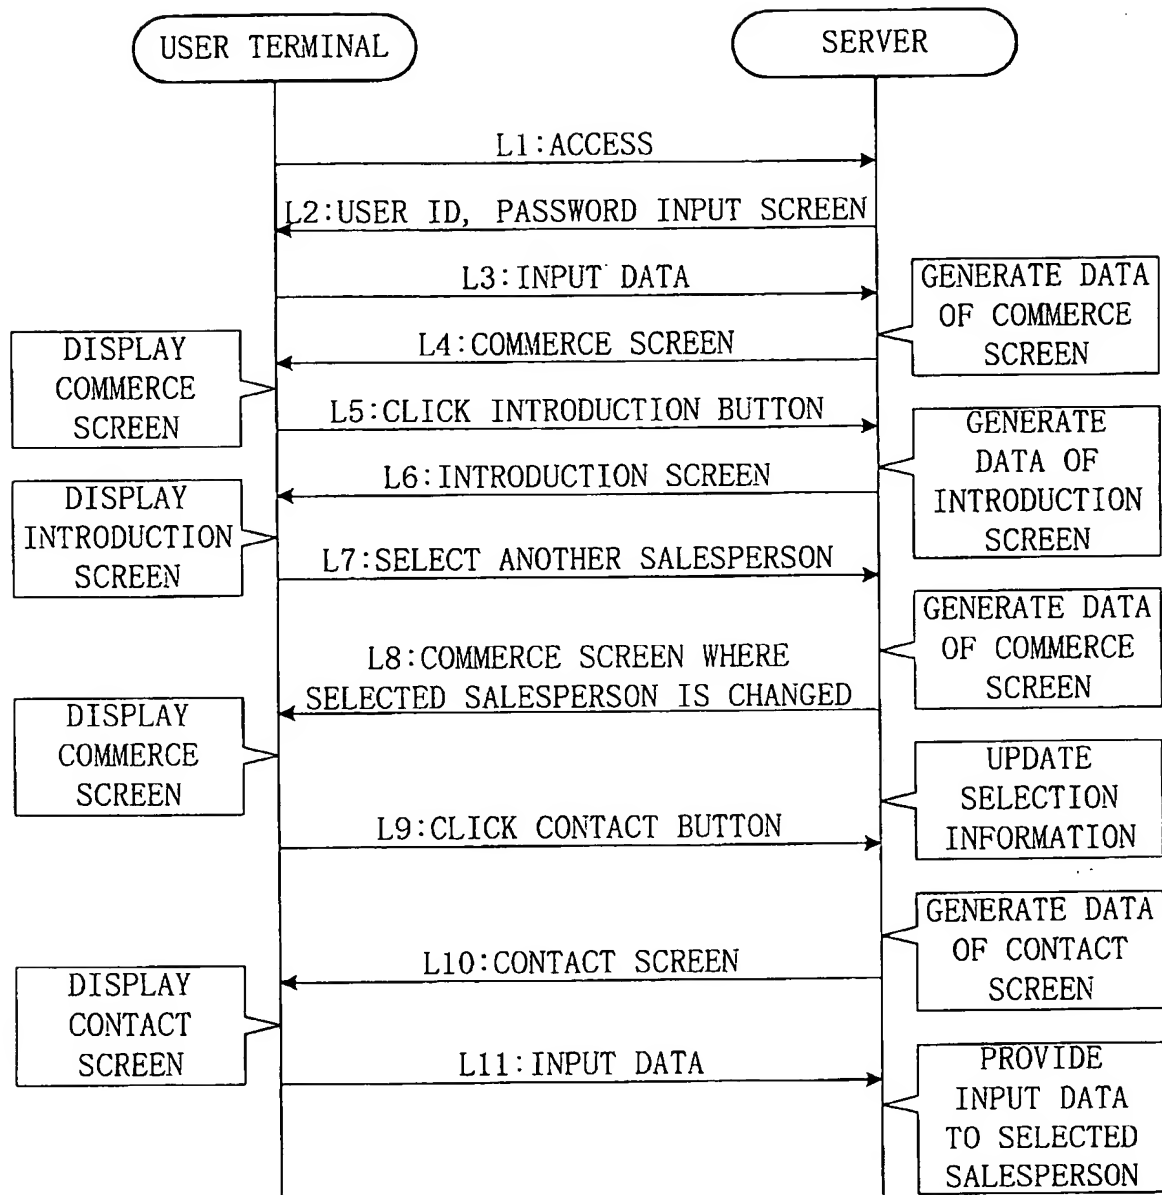 USER TERMINAL
SERVER
L1:ACCESS
L2:USER ID, PASSWORD INPUT SCREEN
L3:INPUT DATA
GENERATE DATA
OF COMMERCE
SCREEN
L4:COMMERCE SCREEN
DISPLAY
COMMERCE
SCREEN
L5:CLICK INTRODUCTION BUTTON
GENERATE
DATA OF
INTRODUCTION
SCREEN
L6:INTRODUCTION SCREEN
DISPLAY
INTRODUCTION
SCREEN
L7:SELECT ANOTHER SALESPERSON
GENERATE DATA
OF COMMERCE
SCREEN
L8:COMMERCE SCREEN WHERE
SELECTED SALESPERSON IS CHANGED
DISPLAY
COMMERCE
SCREEN
UPDATE
SELECTION
INFORMATION
L9:CLICK CONTACT BUTTON
GENERATE DATA
OF CONTACT
SCREEN
L10:CONTACT SCREEN
DISPLAY
CONTACT
SCREEN
L11:INPUT DATA
PROVIDE
INPUT DATA
TO SELECTED
SALESPERSON